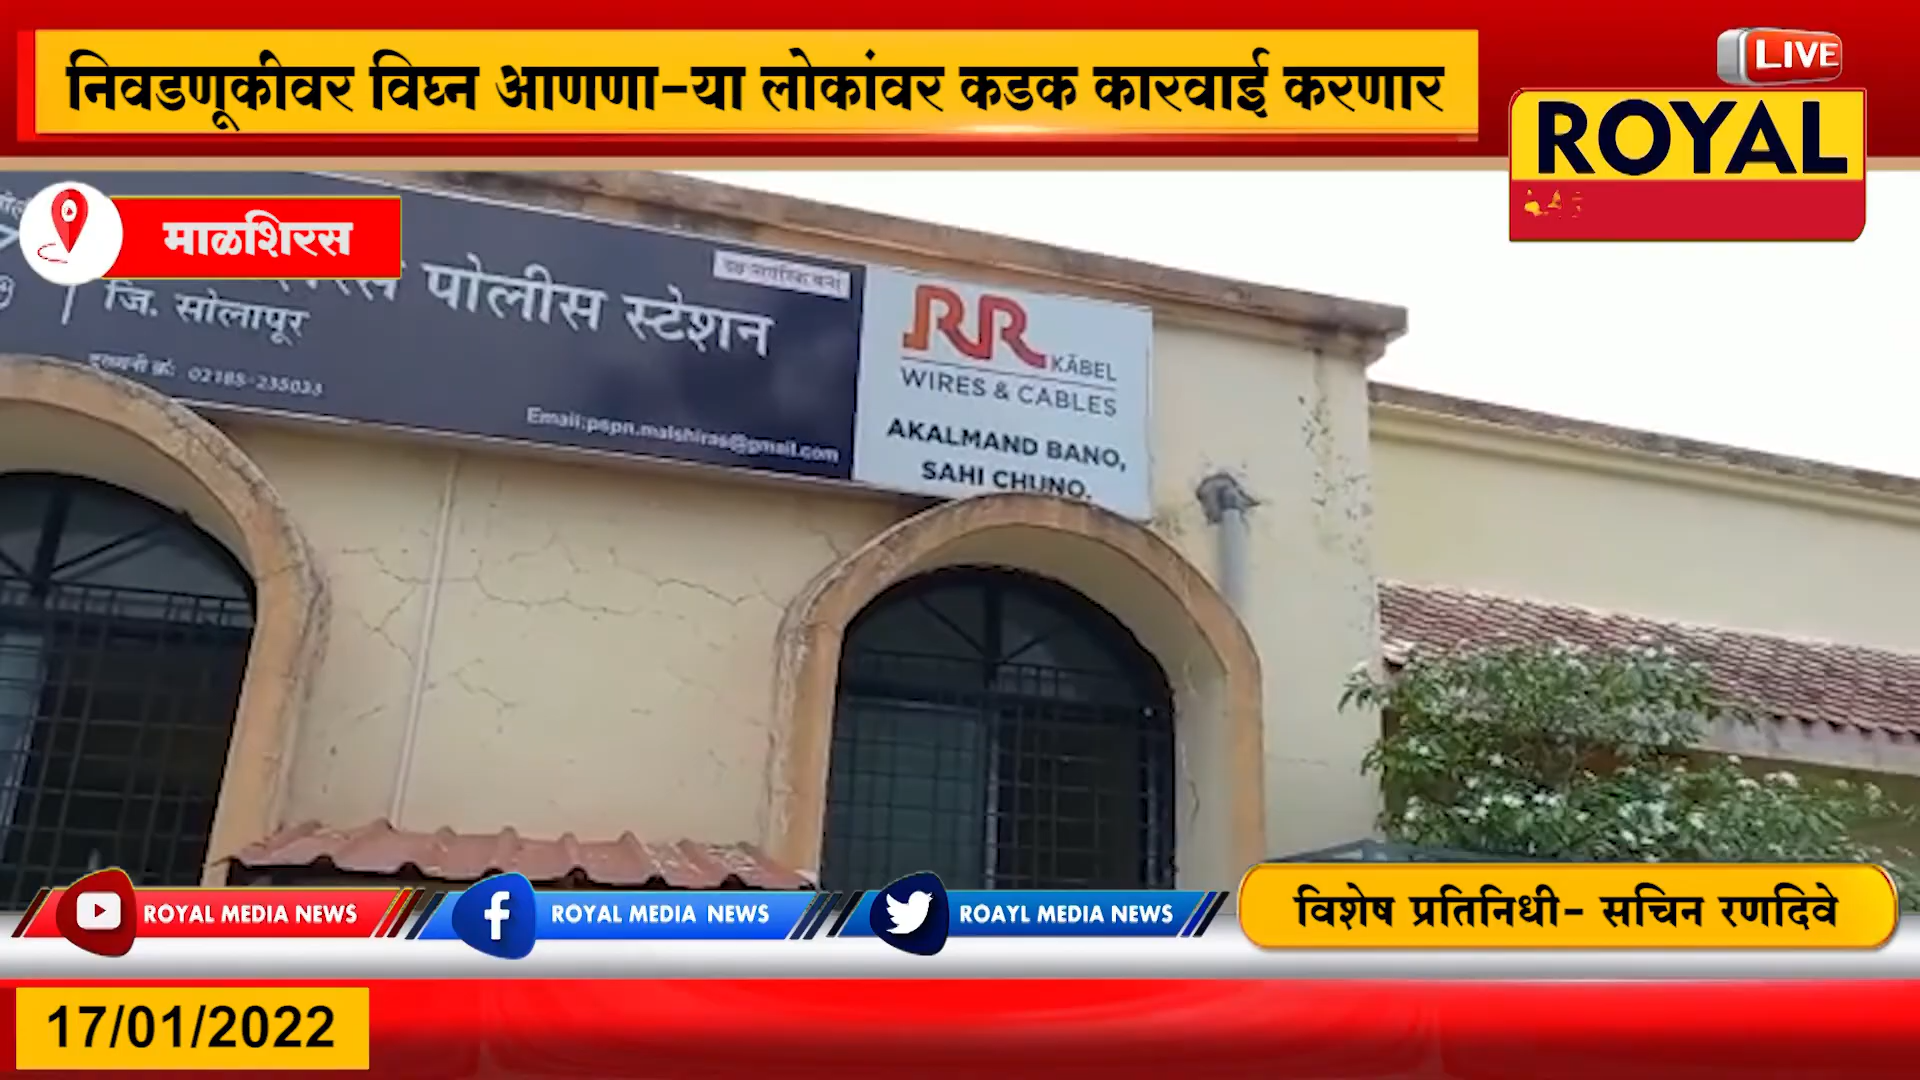 निवडणूकीवर विघ्न आणणा-या लोकांवर कडक कारवाई करणार
LIVE
ROYAL
माळशिरस
पोलीस स्टेशन
जि. सोलापूर
02185-235033
Email:pspn.malshiras@gmail.com
RR
KABEL
WIRES & CABLES
AKALMAND BANO,
SAHI CHUNO.
ROYAL MEDIA NEWS
ROYAL MEDIA NEWS
ROAYL MEDIA NEWS
विशेष प्रतिनिधी- सचिन रणदिवे
17/01/2022